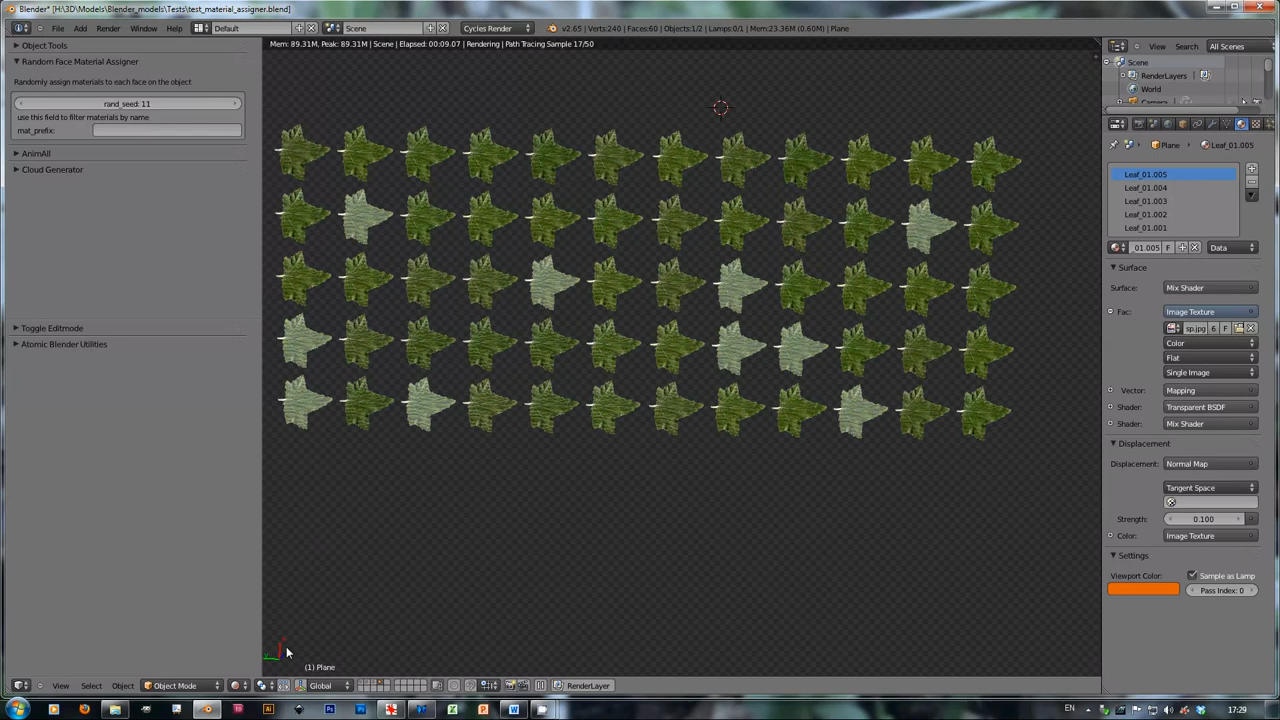 Blender* [H:\3D\Models\Blender_models\Tests\test_material_assigner.blend]
File Add Render Window Help Default Scene Cycles Render v2.65 | Verts:240 | Faces:60 | Objects:1/2 | Lamps:0/1 | Mem:23.36M (0.60M) | Plane
Object Tools
Random Face Material Assigner
Randomly assign materials to each face on the object
rand_seed: 11
use this field to filter materials by name
mat_prefix:
AnimAll
Cloud Generator
Toggle Editmode
Atomic Blender Utilities
Mem: 89.31M, Peak: 89.31M | Scene | Elapsed: 00:09.07 | Rendering | Path Tracing Sample 17/50
(1) Plane
View Select Object Object Mode Global RenderLayer
View Search All Scenes
Scene
RenderLayers
World
Camera
Plane Leaf_01.005
Leaf_01.005
Leaf_01.004
Leaf_01.003
Leaf_01.002
Leaf_01.001
01.005 F Data
Surface
Surface: Mix Shader
Fac: Image Texture
sp.jpg 6 F
Color
Flat
Single Image
Vector: Mapping
Shader: Transparent BSDF
Shader: Mix Shader
Displacement
Displacement: Normal Map
Tangent Space
Strength: 0.100
Color: Image Texture
Settings
Viewport Color: Sample as Lamp
Pass Index: 0
EN 17:29